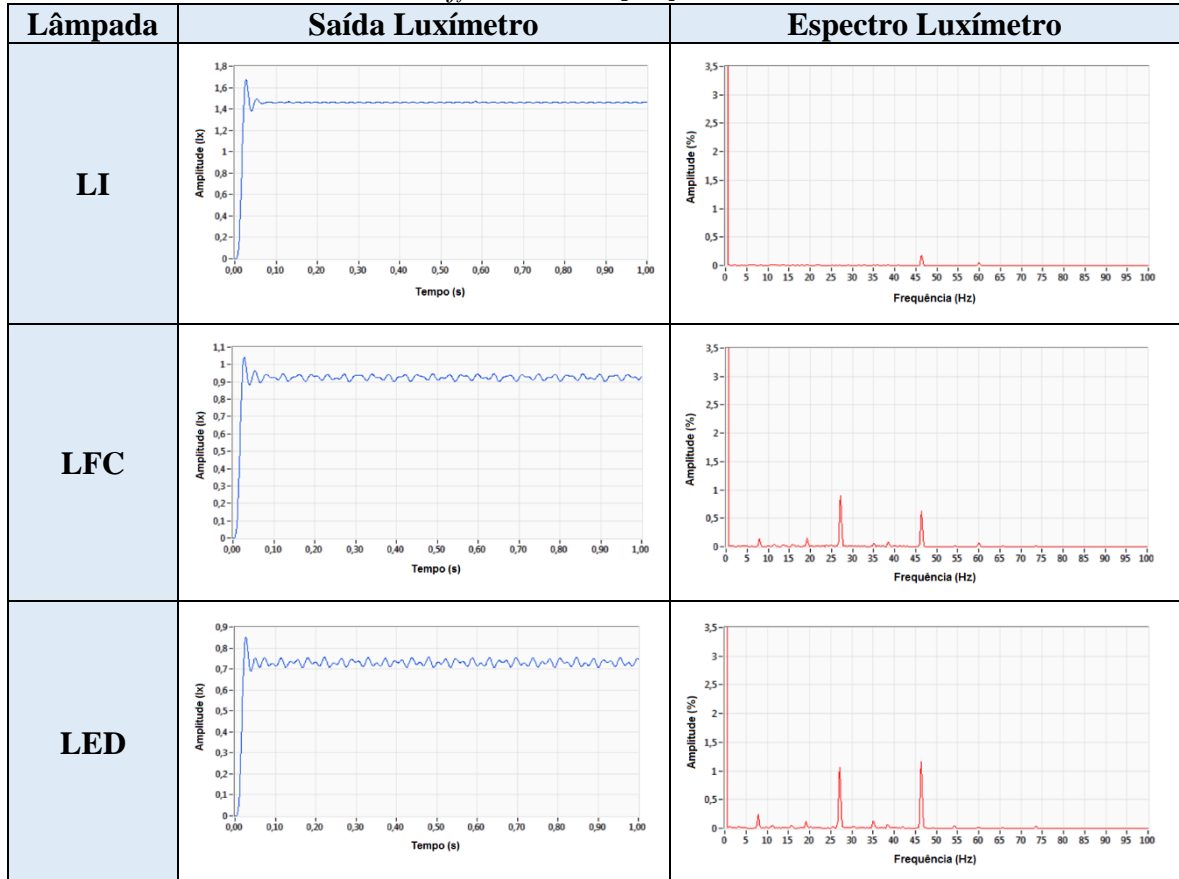 Lâmpada Saída Luxímetro Espectro Luxímetro
LI
1,8
1,6
1,4
1,2
1
0,8
0,6
0,4
0,2
0
Amplitude (lx)
0,00 0,10 0,20 0,30 0,40 0,50 0,60 0,70 0,80 0,90 1,00
Tempo (s)
3,5
3
2,5
2
1,5
1
0,5
0
Amplitude (%)
0 5 10 15 20 25 30 35 40 45 50 55 60 65 70 75 80 85 90 95 100
Frequência (Hz)
LFC
1,1
1
0,9
0,8
0,7
0,6
0,5
0,4
0,3
0,2
0,1
0
Amplitude (lx)
0,00 0,10 0,20 0,30 0,40 0,50 0,60 0,70 0,80 0,90 1,00
Tempo (s)
3,5
3
2,5
2
1,5
1
0,5
0
Amplitude (%)
0 5 10 15 20 25 30 35 40 45 50 55 60 65 70 75 80 85 90 95 100
Frequência (Hz)
LED
0,9
0,8
0,7
0,6
0,5
0,4
0,3
0,2
0,1
0
Amplitude (lx)
0,00 0,10 0,20 0,30 0,40 0,50 0,60 0,70 0,80 0,90 1,00
Tempo (s)
3,5
3
2,5
2
1,5
1
0,5
0
Amplitude (%)
0 5 10 15 20 25 30 35 40 45 50 55 60 65 70 75 80 85 90 95 100
Frequência (Hz)